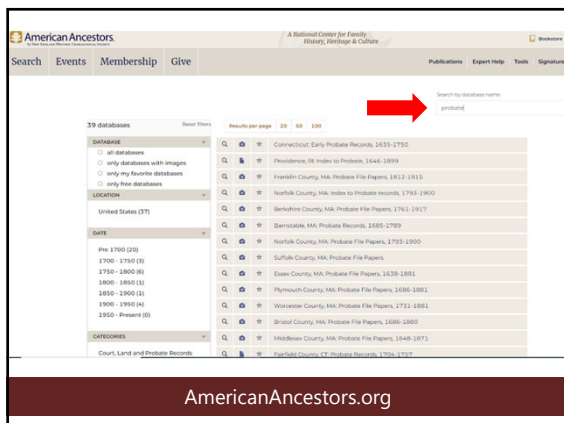 American Ancestors.
by New England Historic Genealogical Society
A National Center for Family
History, Heritage & Culture
Bookstore
Search Events Membership Give
Publications Expert Help Tools Signature
Search by database name
probate
39 databases Reset filters
Results per page 20 50 100
DATABASE
all databases
only databases with images
only my favorite databases
only free databases
LOCATION
United States (37)
DATE
Pre 1700 (20)
1700 - 1750 (3)
1750 - 1800 (6)
1800 - 1850 (1)
1850 - 1900 (1)
1900 - 1950 (4)
1950 - Present (0)
CATEGORIES
Court, Land and Probate Records
Connecticut: Early Probate Records, 1635-1750
Providence, RI: Index to Probate, 1646-1899
Franklin County, MA: Probate File Papers, 1812-1915
Norfolk County, MA: Index to Probate records, 1793-1900
Berkshire County, MA: Probate File Papers, 1761-1917
Barnstable, MA: Probate Records, 1685-1789
Norfolk County, MA: Probate File Papers, 1793-1900
Suffolk County, MA: Probate File Papers
Essex County, MA: Probate File Papers, 1638-1881
Plymouth County, MA: Probate File Papers, 1686-1881
Worcester County, MA: Probate File Papers, 1731-1881
Bristol County, MA: Probate File Papers, 1686-1880
Middlesex County, MA: Probate File Papers, 1648-1871
Fairfield County, CT: Probate Records, 1704-1757
AmericanAncestors.org